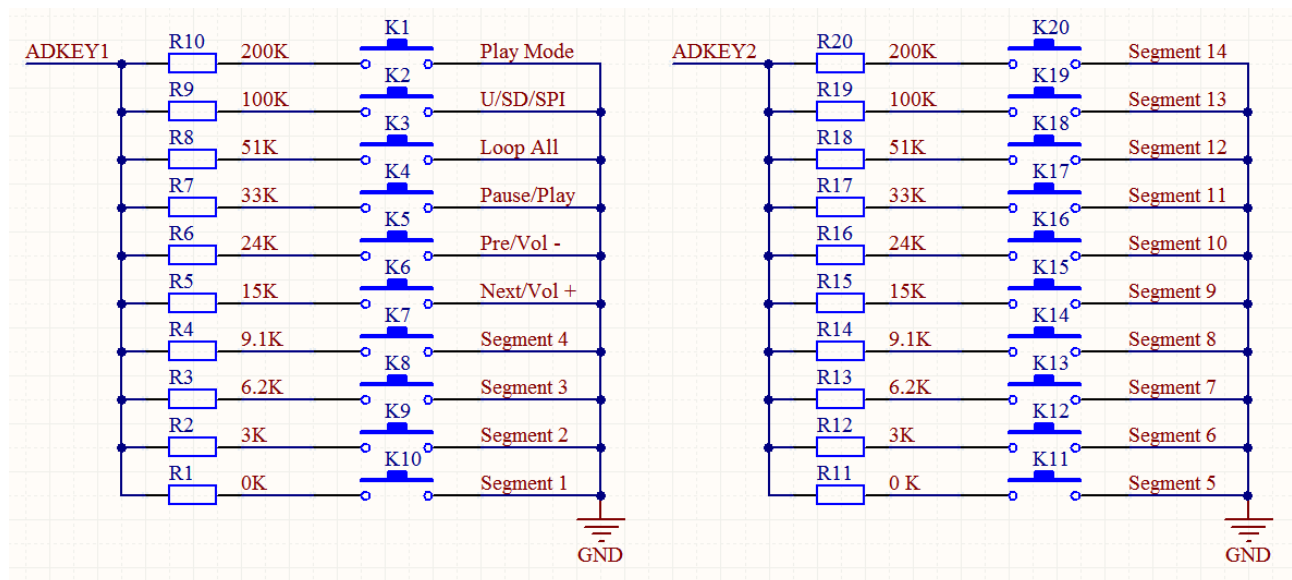 K1 K20
ADKEY1 R10 200K Play Mode ADKEY2 R20 200K Segment 14
K2 K19
R9 100K U/SD/SPI R19 100K Segment 13
K3 K18
R8 51K Loop All R18 51K Segment 12
K4 K17
R7 33K Pause/Play R17 33K Segment 11
K5 K16
R6 24K Pre/Vol - R16 24K Segment 10
K6 K15
R5 15K Next/Vol + R15 15K Segment 9
K7 K14
R4 9.1K Segment 4 R14 9.1K Segment 8
K8 K13
R3 6.2K Segment 3 R13 6.2K Segment 7
K9 K12
R2 3K Segment 2 R12 3K Segment 6
K10 K11
R1 0K Segment 1 R11 0 K Segment 5
GND GND